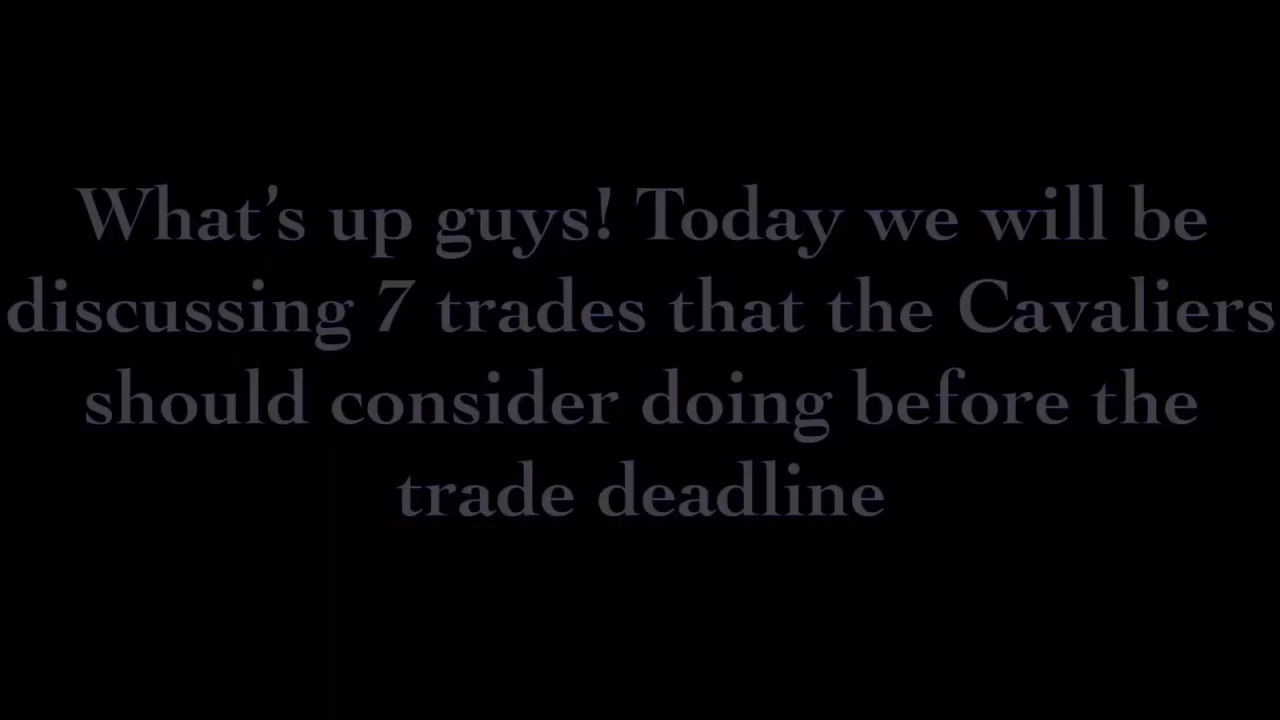 What's up guys! Today we will be
discussing 7 trades that the Cavaliers
should consider doing before the
trade deadline